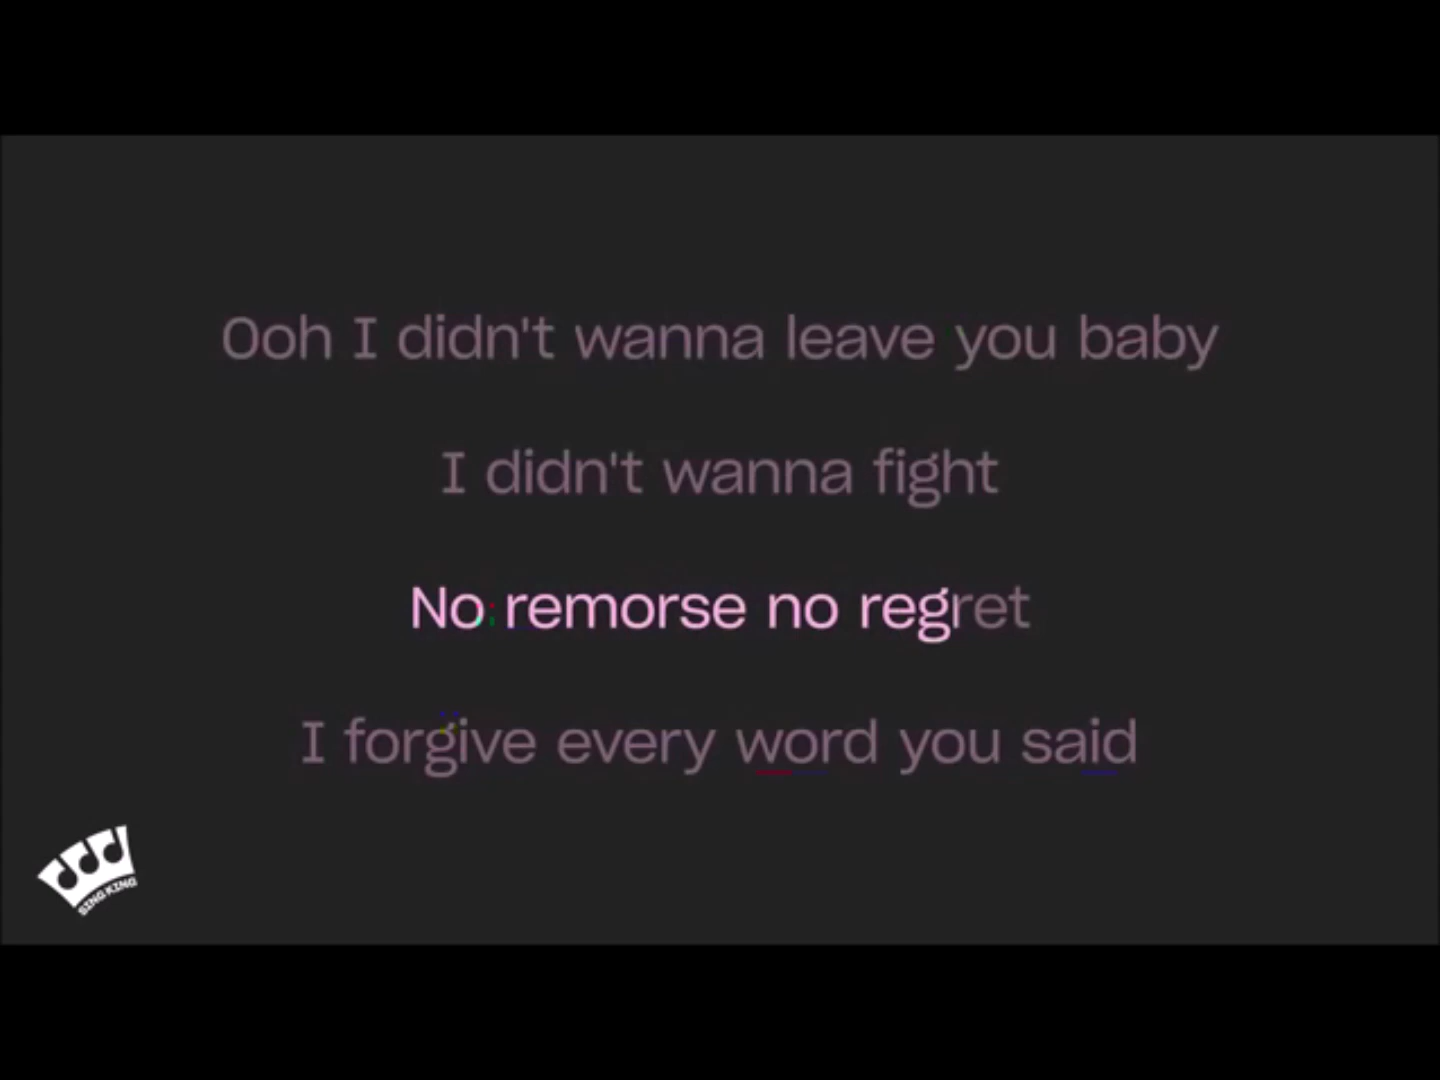 Ooh I didn't wanna leave you baby
I didn't wanna fight
No remorse no regret
I forgive every word you said
SING KING